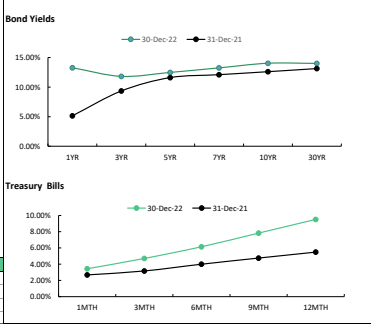 Bond Yields
30-Dec-22 31-Dec-21
15.00%
10.00%
5.00%
0.00%
1YR 3YR 5YR 7YR 10YR 30YR
Treasury Bills
30-Dec-22 31-Dec-21
10.00%
8.00%
6.00%
4.00%
2.00%
0.00%
1MTH 3MTH 6MTH 9MTH 12MTH